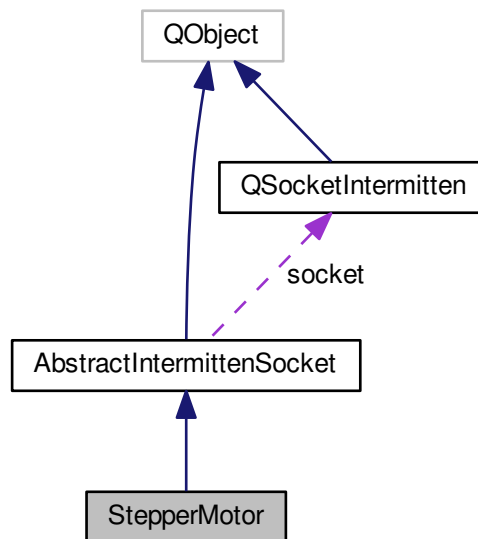 QObject
QSocketIntermitten
socket
AbstractIntermittenSocket
StepperMotor